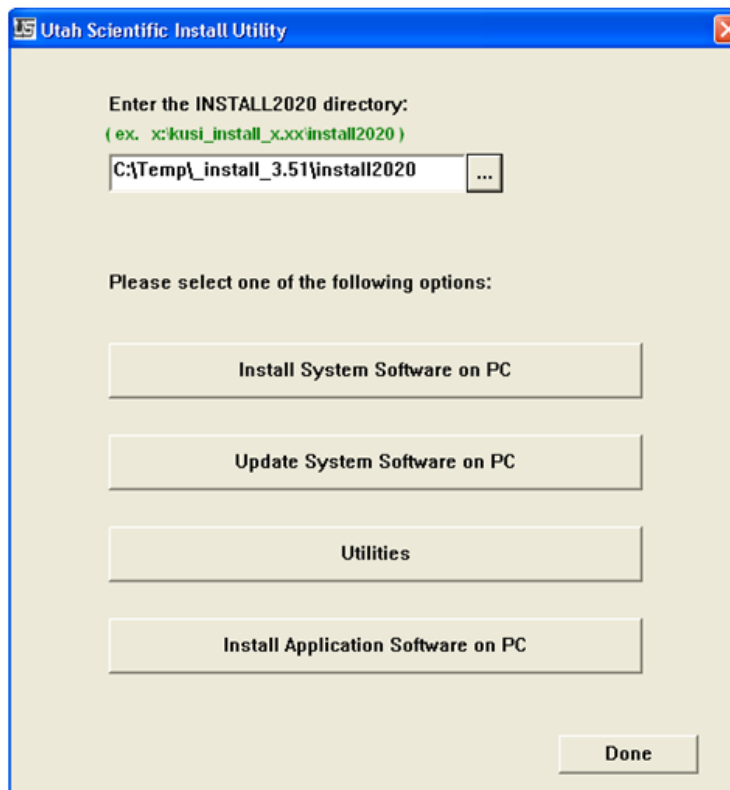 US Utah Scientific Install Utility
Enter the INSTALL2020 directory:
( ex. x:\kusi_install_x.xx\install2020 )
C:\Temp\_install_3.51\install2020 ...
Please select one of the following options:
Install System Software on PC
Update System Software on PC
Utilities
Install Application Software on PC
Done